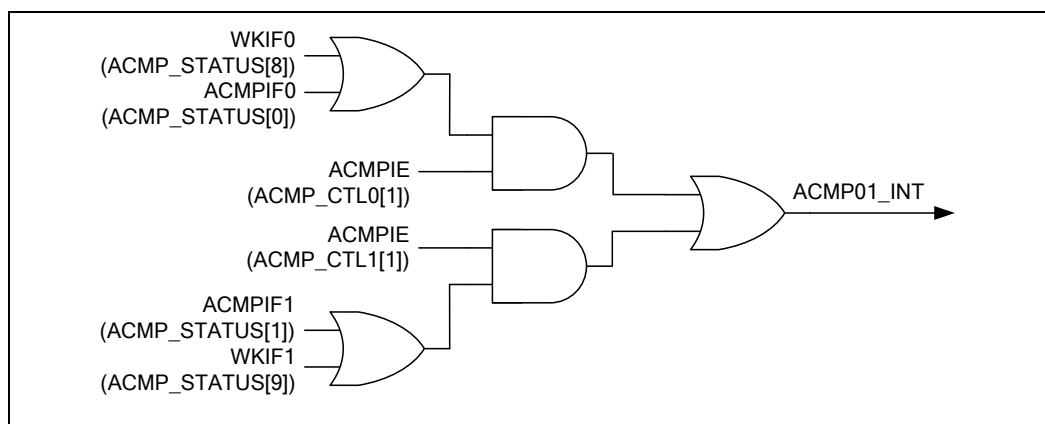 WKIF0
(ACMP_STATUS[8])
ACMPIF0
(ACMP_STATUS[0])
ACMPIE
(ACMP_CTL0[1])
ACMPIE
(ACMP_CTL1[1])
ACMPIF1
(ACMP_STATUS[1])
WKIF1
(ACMP_STATUS[9])
ACMP01_INT